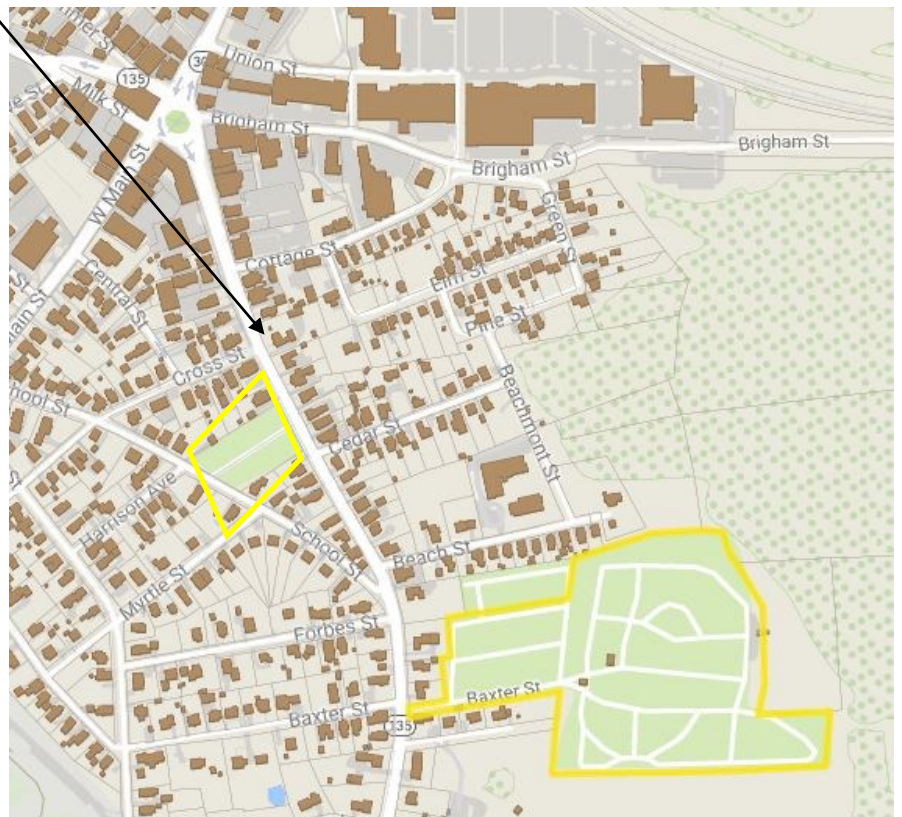 Union St
135
30
Milk St
Brigham St
Brigham St
Brigham St
W Main St
Green St
Cottage St
Elm St
Central St
Pine St
Cross St
Beachmont St
Cedar St
Harrison Ave
School St
Beach St
Myrtle St
Forbes St
Baxter St
Baxter St
135